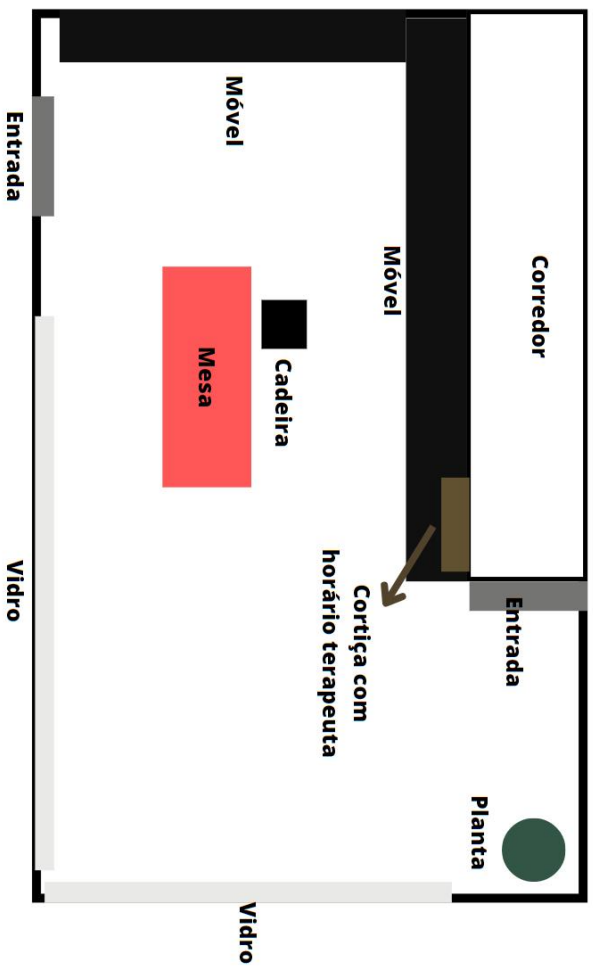 Corredor
Entrada
Planta
Móvel
Cortiça com
horário terapeuta
Cadeira
Vidro
Móvel
Mesa
Entrada
Vidro